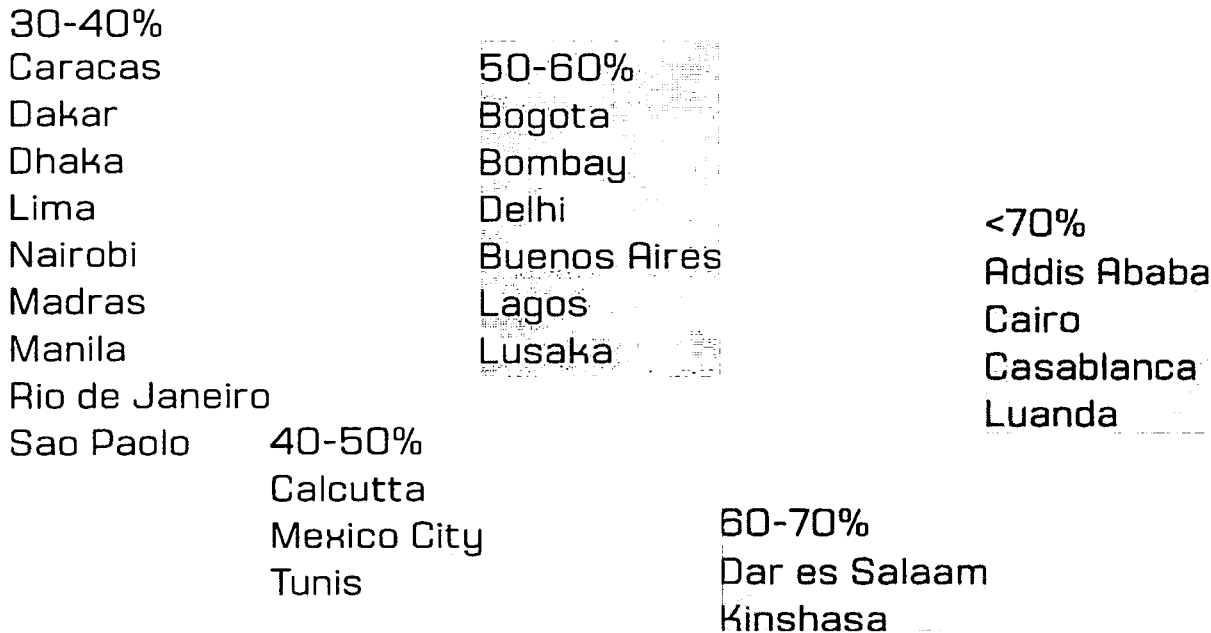 30-40%
Caracas
Dakar
Dhaka
Lima
Nairobi
Madras
Manila
Rio de Janeiro
Sao Paolo
40-50%
Calcutta
Mexico City
Tunis
50-60%
Bogota
Bombay
Delhi
Buenos Aires
Lagos
Lusaka
60-70%
Dar es Salaam
Kinshasa
<70%
Addis Ababa
Cairo
Casablanca
Luanda